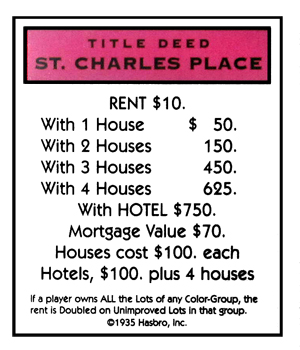 TITLE DEED
ST. CHARLES PLACE
RENT $10.
With 1 House $ 50.
With 2 Houses 150.
With 3 Houses 450.
With 4 Houses 625.
With HOTEL $750.
Mortgage Value $70.
Houses cost $100. each
Hotels, $100. plus 4 houses
If a player owns ALL the Lots of any Color-Group, the
rent is Doubled on Unimproved Lots in that group.
©1935 Hasbro, Inc.